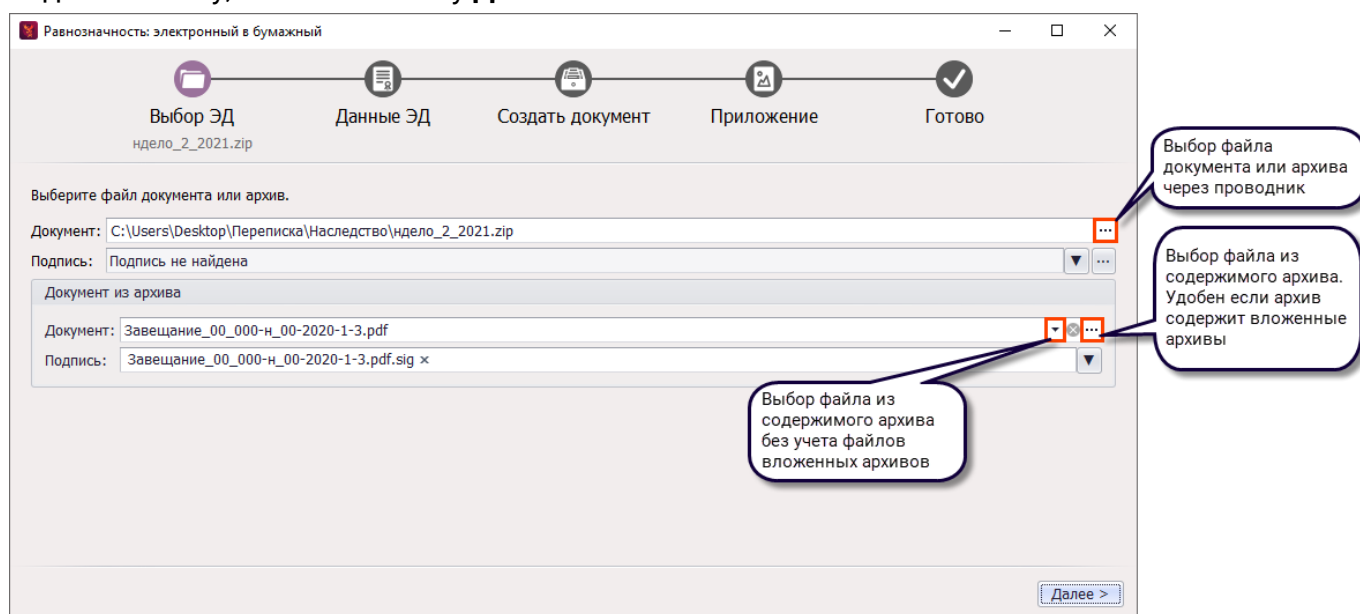 Равнозначность: электронный в бумажный
Выбор ЭД
Данные ЭД
Создать документ
Приложение
Готово
ндело_2_2021.zip
Выберите файл документа или архив.
Документ: C:\Users\Desktop\Переписка\Наследство\ндело_2_2021.zip
Подпись: Подпись не найдена
Документ из архива
Документ: Завещание_00_000-н_00-2020-1-3.pdf
Подпись: Завещание_00_000-н_00-2020-1-3.pdf.sig ×
Далее >
Выбор файла
документа или архива
через проводник
Выбор файла из
содержимого архива.
Удобен если архив
содержит вложенные
архивы
Выбор файла из
содержимого архива
без учета файлов
вложенных архивов